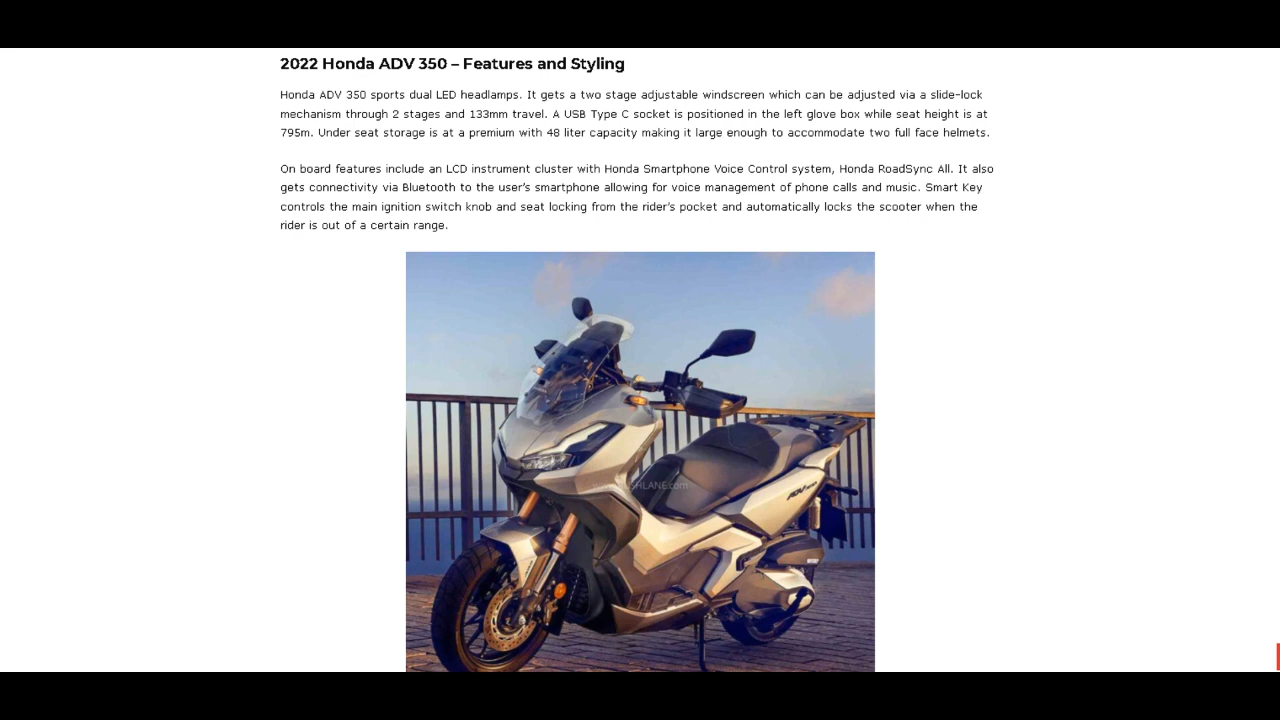 2022 Honda ADV 350 – Features and Styling
Honda ADV 350 sports dual LED headlamps. It gets a two stage adjustable windscreen which can be adjusted via a slide-lock
mechanism through 2 stages and 133mm travel. A USB Type C socket is positioned in the left glove box while seat height is at
795m. Under seat storage is at a premium with 48 liter capacity making it large enough to accommodate two full face helmets.
On board features include an LCD instrument cluster with Honda Smartphone Voice Control system, Honda RoadSync All. It also
gets connectivity via Bluetooth to the user's smartphone allowing for voice management of phone calls and music. Smart Key
controls the main ignition switch knob and seat locking from the rider's pocket and automatically locks the scooter when the
rider is out of a certain range.
ADV